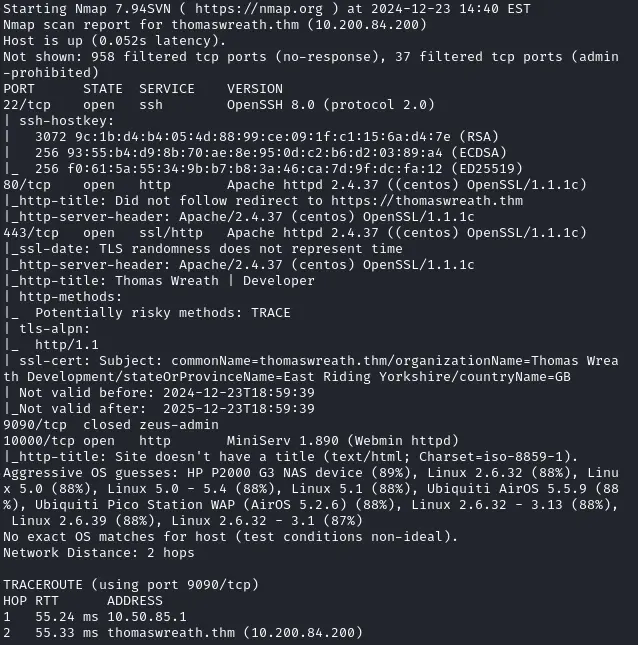 Starting Nmap 7.94SVN ( https://nmap.org ) at 2024-12-23 14:40 EST
Nmap scan report for thomaswreath.thm (10.200.84.200)
Host is up (0.052s latency).
Not shown: 958 filtered tcp ports (no-response), 37 filtered tcp ports (admin
-prohibited)
PORT      STATE  SERVICE    VERSION
22/tcp    open   ssh        OpenSSH 8.0 (protocol 2.0)
| ssh-hostkey:
|   3072 9c:1b:d4:b4:05:4d:88:99:ce:09:1f:c1:15:6a:d4:7e (RSA)
|   256 93:55:b4:d9:8b:70:ae:8e:95:0d:c2:b6:d2:03:89:a4 (ECDSA)
|_  256 f0:61:5a:55:34:9b:b7:b8:3a:46:ca:7d:9f:dc:fa:12 (ED25519)
80/tcp    open   http       Apache httpd 2.4.37 ((centos) OpenSSL/1.1.1c)
|_http-title: Did not follow redirect to https://thomaswreath.thm
|_http-server-header: Apache/2.4.37 (centos) OpenSSL/1.1.1c
443/tcp   open   ssl/http   Apache httpd 2.4.37 ((centos) OpenSSL/1.1.1c)
|_ssl-date: TLS randomness does not represent time
|_http-server-header: Apache/2.4.37 (centos) OpenSSL/1.1.1c
|_http-title: Thomas Wreath | Developer
| http-methods:
|_  Potentially risky methods: TRACE
| tls-alpn:
|_  http/1.1
| ssl-cert: Subject: commonName=thomaswreath.thm/organizationName=Thomas Wrea
th Development/stateOrProvinceName=East Riding Yorkshire/countryName=GB
| Not valid before: 2024-12-23T18:59:39
|_Not valid after:  2025-12-23T18:59:39
9090/tcp  closed zeus-admin
10000/tcp open   http       MiniServ 1.890 (Webmin httpd)
|_http-title: Site doesn't have a title (text/html; Charset=iso-8859-1).
Aggressive OS guesses: HP P2000 G3 NAS device (89%), Linux 2.6.32 (88%), Linu
x 5.0 (88%), Linux 5.0 - 5.4 (88%), Linux 5.1 (88%), Ubiquiti AirOS 5.5.9 (88
%), Ubiquiti Pico Station WAP (AirOS 5.2.6) (88%), Linux 2.6.32 - 3.13 (88%),
 Linux 2.6.39 (88%), Linux 2.6.32 - 3.1 (87%)
No exact OS matches for host (test conditions non-ideal).
Network Distance: 2 hops

TRACEROUTE (using port 9090/tcp)
HOP RTT      ADDRESS
1   55.24 ms 10.50.85.1
2   55.33 ms thomaswreath.thm (10.200.84.200)